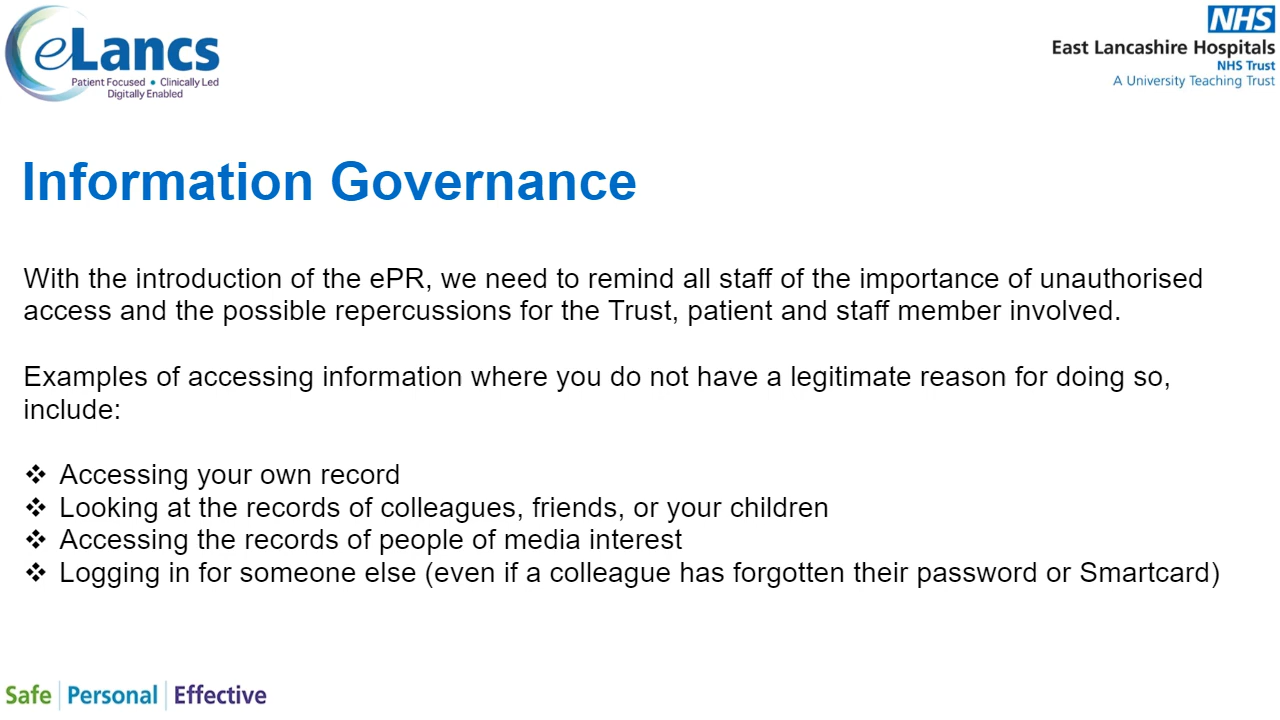 eLancs
Patient Focused • Clinically Led
Digitally Enabled
NHS
East Lancashire Hospitals
NHS Trust
A University Teaching Trust
Information Governance
With the introduction of the ePR, we need to remind all staff of the importance of unauthorised
access and the possible repercussions for the Trust, patient and staff member involved.
Examples of accessing information where you do not have a legitimate reason for doing so,
include:
❖ Accessing your own record
❖ Looking at the records of colleagues, friends, or your children
❖ Accessing the records of people of media interest
❖ Logging in for someone else (even if a colleague has forgotten their password or Smartcard)
Safe | Personal | Effective